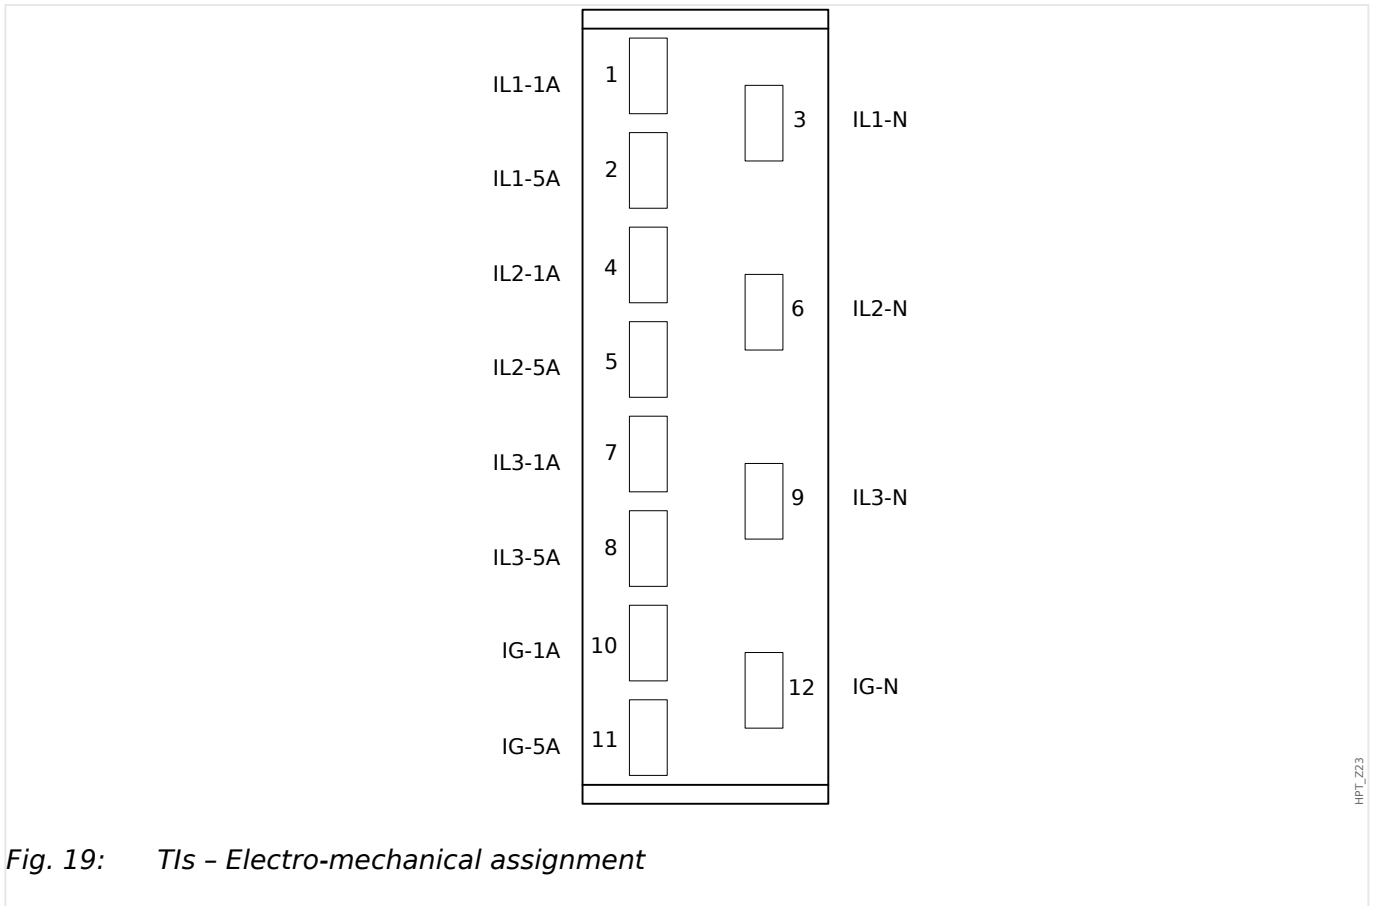 IL1-1A 1
3 IL1-N
IL1-5A 2
IL2-1A 4
6 IL2-N
IL2-5A 5
IL3-1A 7
9 IL3-N
IL3-5A 8
IG-1A 10
12 IG-N
IG-5A 11
HPT_Z23
Fig. 19: TIs – Electro-mechanical assignment